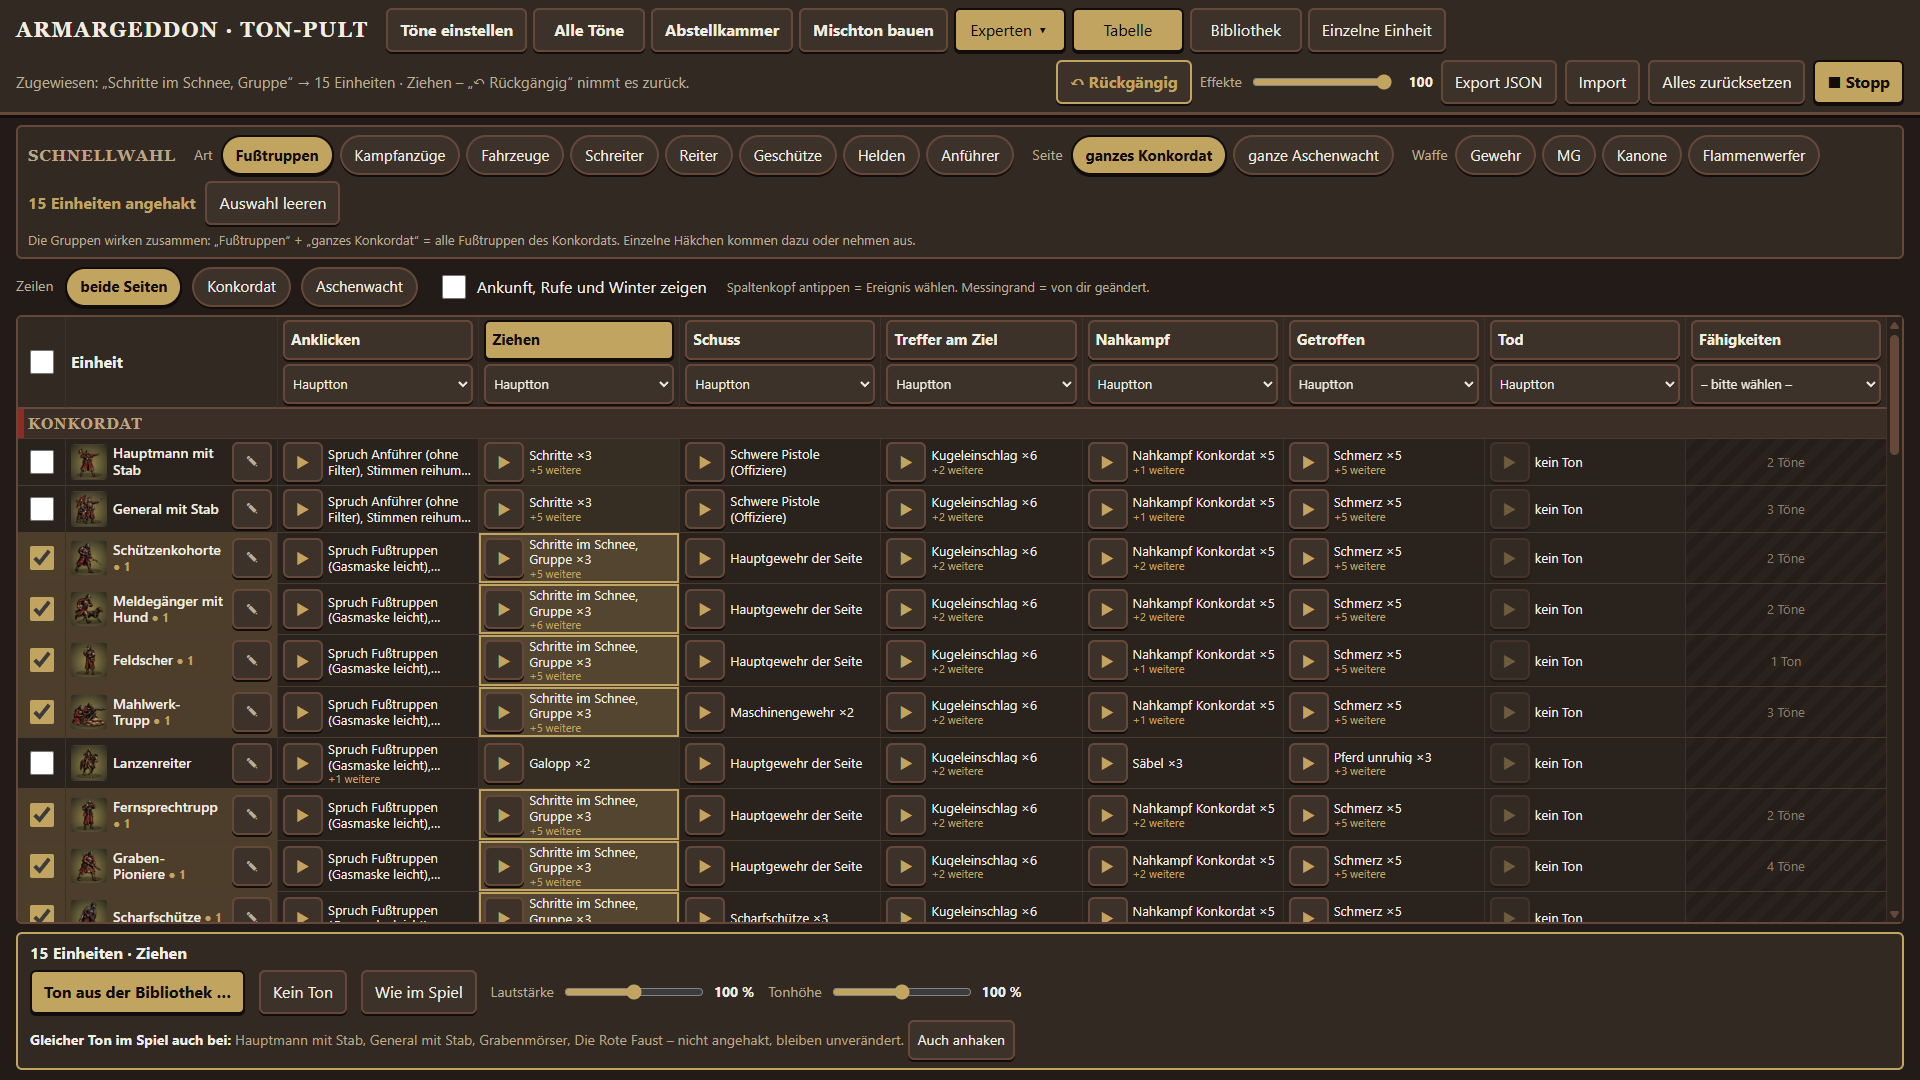 ARMARGEDDON · TON-PULT
Töne einstellen
Alle Töne
Abstellkammer
Mischton bauen
Experten ▾
Tabelle
Bibliothek
Einzelne Einheit
Zugewiesen: „Schritte im Schnee, Gruppe“ → 15 Einheiten · Ziehen – „↶ Rückgängig“ nimmt es zurück.
↶ Rückgängig
Effekte
100
Export JSON
Import
Alles zurücksetzen
■ Stopp
SCHNELLWAHL
Art
Fußtruppen
Kampfanzüge
Fahrzeuge
Schreiter
Reiter
Geschütze
Helden
Anführer
Seite
ganzes Konkordat
ganze Aschenwacht
Waffe
Gewehr
MG
Kanone
Flammenwerfer
15 Einheiten angehakt
Auswahl leeren
Die Gruppen wirken zusammen: „Fußtruppen“ + „ganzes Konkordat“ = alle Fußtruppen des Konkordats. Einzelne Häkchen kommen dazu oder nehmen aus.
Zeilen
beide Seiten
Konkordat
Aschenwacht
Ankunft, Rufe und Winter zeigen
Spaltenkopf antippen = Ereignis wählen. Messingrand = von dir geändert.
Einheit
Anklicken
Ziehen
Schuss
Treffer am Ziel
Nahkampf
Getroffen
Tod
Fähigkeiten
Hauptton
Hauptton
Hauptton
Hauptton
Hauptton
Hauptton
Hauptton
– bitte wählen –
KONKORDAT
Hauptmann mit
Stab
Spruch Anführer (ohne
Filter), Stimmen reihum...
Schritte ×3
+5 weitere
Schwere Pistole
(Offiziere)
Kugeleinschlag ×6
+2 weitere
Nahkampf Konkordat ×5
+1 weitere
Schmerz ×5
+5 weitere
kein Ton
2 Töne
General mit Stab
Spruch Anführer (ohne
Filter), Stimmen reihum...
Schritte ×3
+5 weitere
Schwere Pistole
(Offiziere)
Kugeleinschlag ×6
+2 weitere
Nahkampf Konkordat ×5
+1 weitere
Schmerz ×5
+5 weitere
kein Ton
3 Töne
Schützenkohorte
● 1
Spruch Fußtruppen
(Gasmaske leicht),...
Schritte im Schnee,
Gruppe ×3
+5 weitere
Hauptgewehr der Seite
Kugeleinschlag ×6
+2 weitere
Nahkampf Konkordat ×5
+2 weitere
Schmerz ×5
+5 weitere
kein Ton
2 Töne
Meldegänger mit
Hund ● 1
Spruch Fußtruppen
(Gasmaske leicht),...
Schritte im Schnee,
Gruppe ×3
+6 weitere
Hauptgewehr der Seite
Kugeleinschlag ×6
+2 weitere
Nahkampf Konkordat ×5
+2 weitere
Schmerz ×5
+5 weitere
kein Ton
2 Töne
Feldscher ● 1
Spruch Fußtruppen
(Gasmaske leicht),...
Schritte im Schnee,
Gruppe ×3
+5 weitere
Hauptgewehr der Seite
Kugeleinschlag ×6
+2 weitere
Nahkampf Konkordat ×5
+1 weitere
Schmerz ×5
+5 weitere
kein Ton
1 Ton
Mahlwerk-
Trupp ● 1
Spruch Fußtruppen
(Gasmaske leicht),...
Schritte im Schnee,
Gruppe ×3
+5 weitere
Maschinengewehr ×2
Kugeleinschlag ×6
+2 weitere
Nahkampf Konkordat ×5
+1 weitere
Schmerz ×5
+5 weitere
kein Ton
3 Töne
Lanzenreiter
Spruch Fußtruppen
(Gasmaske leicht),...
+1 weitere
Galopp ×2
Hauptgewehr der Seite
Kugeleinschlag ×6
+2 weitere
Säbel ×3
Pferd unruhig ×3
+3 weitere
kein Ton
Fernsprechtrupp
● 1
Spruch Fußtruppen
(Gasmaske leicht),...
Schritte im Schnee,
Gruppe ×3
+5 weitere
Hauptgewehr der Seite
Kugeleinschlag ×6
+2 weitere
Nahkampf Konkordat ×5
+2 weitere
Schmerz ×5
+5 weitere
kein Ton
2 Töne
Graben-
Pioniere ● 1
Spruch Fußtruppen
(Gasmaske leicht),...
Schritte im Schnee,
Gruppe ×3
+5 weitere
Hauptgewehr der Seite
Kugeleinschlag ×6
+2 weitere
Nahkampf Konkordat ×5
+2 weitere
Schmerz ×5
+5 weitere
kein Ton
4 Töne
Scharfschütze ● 1
Spruch Fußtruppen
Schritte im Schnee,
Gruppe ×3
Scharfschütze ×3
Kugeleinschlag ×6
Nahkampf Konkordat ×5
Schmerz ×5
kein Ton
15 Einheiten · Ziehen
Ton aus der Bibliothek ...
Kein Ton
Wie im Spiel
Lautstärke
100 %
Tonhöhe
100 %
Gleicher Ton im Spiel auch bei: Hauptmann mit Stab, General mit Stab, Grabenmörser, Die Rote Faust – nicht angehakt, bleiben unverändert.
Auch anhaken